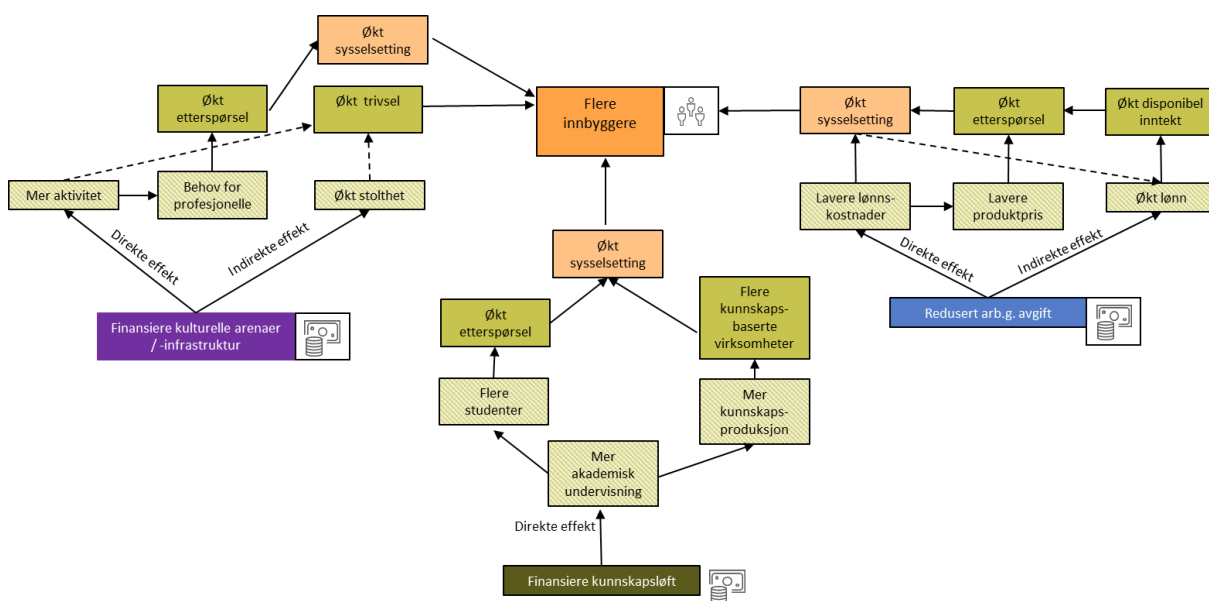 Økt
sysselsetting
Økt
etterspørsel
Økt trivsel
Flere
innbyggere
Økt
sysselsetting
Økt
etterspørsel
Økt disponibel
inntekt
Mer aktivitet
Behov for
profesjonelle
Økt stolthet
Lavere lønns-
kostnader
Lavere
produktpris
Økt lønn
Direkte effekt
Indirekte effekt
Direkte effekt
Indirekte effekt
Finansiere kulturelle arenaer
/ -infrastruktur
Redusert arb.g. avgift
Økt
sysselsetting
Økt
etterspørsel
Flere
kunnskaps-
baserte
virksomheter
Flere
studenter
Mer
kunnskaps-
produksjon
Mer
akademisk
undervisning
Direkte effekt
Finansiere kunnskapsløft